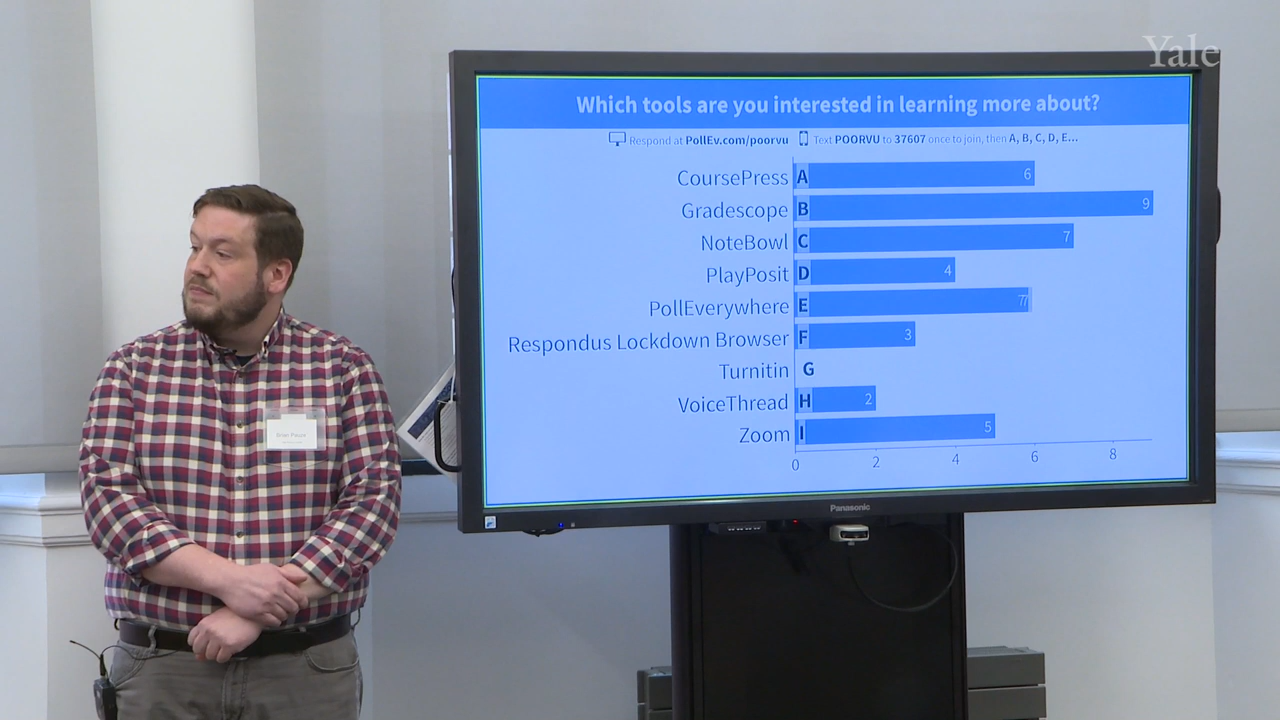 Yale
Which tools are you interested in learning more about?
Respond at PollEv.com/poorvu Text POORVU to 37607 once to join, then A, B, C, D, E...
CoursePress A 6
Gradescope B 9
NoteBowl C 7
PlayPosit D 4
PollEverywhere E 7
Respondus Lockdown Browser F 3
Turnitin G
VoiceThread H 2
Zoom I 5
0 2 4 6 8
Panasonic